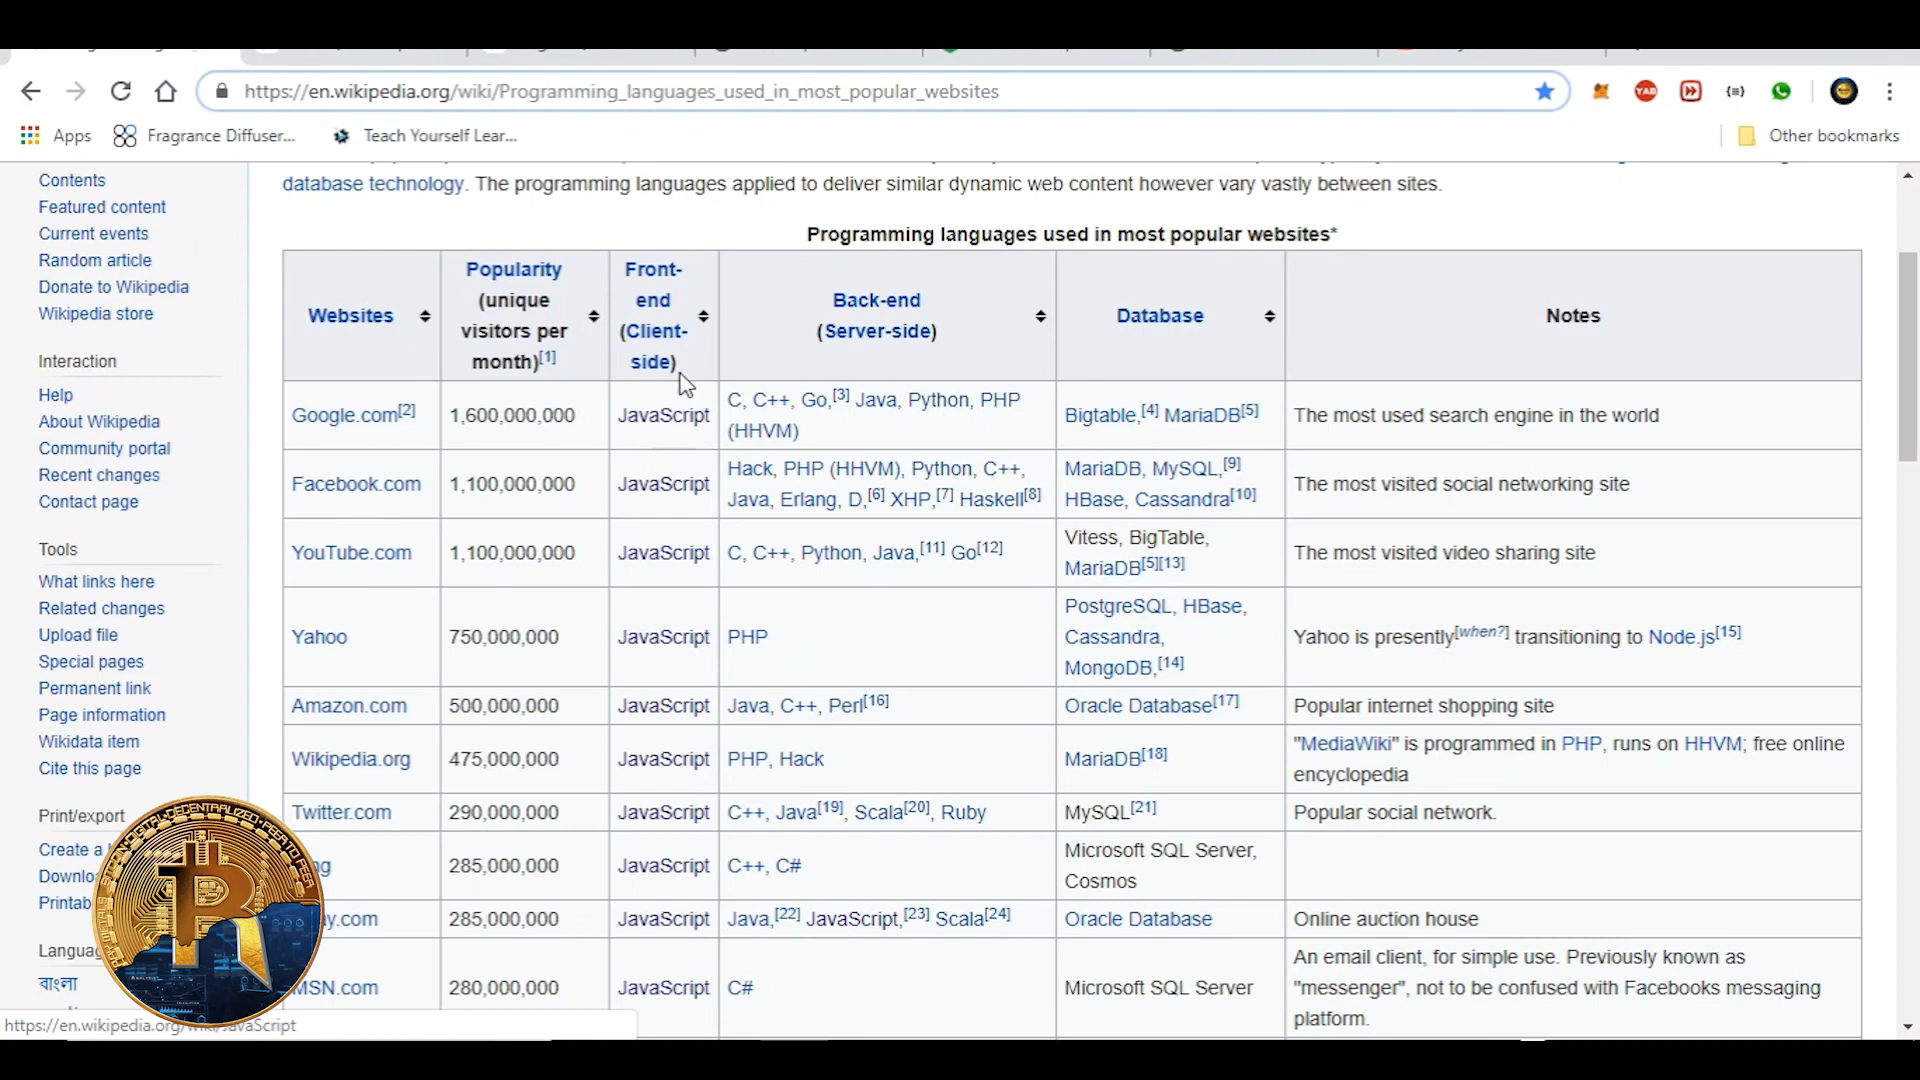 https://en.wikipedia.org/wiki/Programming_languages_used_in_most_popular_websites
Apps
Fragrance Diffuser...
Teach Yourself Lear...
Other bookmarks
Contents
Featured content
Current events
Random article
Donate to Wikipedia
Wikipedia store
Interaction
Help
About Wikipedia
Community portal
Recent changes
Contact page
Tools
What links here
Related changes
Upload file
Special pages
Permanent link
Page information
Wikidata item
Cite this page
Print/export
Create a
Printab
বাংলা
database technology. The programming languages applied to deliver similar dynamic web content however vary vastly between sites.
Programming languages used in most popular websites*
Websites
Popularity
(unique
visitors per
month)[1]
Front-
end
(Client-
side)
Back-end
(Server-side)
Database
Notes
Google.com[2]
1,600,000,000
JavaScript
C, C++, Go,[3] Java, Python, PHP
(HHVM)
Bigtable,[4] MariaDB[5]
The most used search engine in the world
Facebook.com
1,100,000,000
JavaScript
Hack, PHP (HHVM), Python, C++,
Java, Erlang, D,[6] XHP,[7] Haskell[8]
MariaDB, MySQL,[9]
HBase, Cassandra[10]
The most visited social networking site
YouTube.com
1,100,000,000
JavaScript
C, C++, Python, Java,[11] Go[12]
Vitess, BigTable,
MariaDB[5][13]
The most visited video sharing site
Yahoo
750,000,000
JavaScript
PHP
PostgreSQL, HBase,
Cassandra,
MongoDB,[14]
Yahoo is presently[when?] transitioning to Node.js[15]
Amazon.com
500,000,000
JavaScript
Java, C++, Perl[16]
Oracle Database[17]
Popular internet shopping site
Wikipedia.org
475,000,000
JavaScript
PHP, Hack
MariaDB[18]
"MediaWiki" is programmed in PHP, runs on HHVM; free online
encyclopedia
Twitter.com
290,000,000
JavaScript
C++, Java[19], Scala[20], Ruby
MySQL[21]
Popular social network.
285,000,000
JavaScript
C++, C#
Microsoft SQL Server,
Cosmos
y.com
285,000,000
JavaScript
Java,[22] JavaScript,[23] Scala[24]
Oracle Database
Online auction house
MSN.com
280,000,000
JavaScript
C#
Microsoft SQL Server
An email client, for simple use. Previously known as
"messenger", not to be confused with Facebooks messaging
platform.
https://en.wikipedia.org/wiki/JavaScript